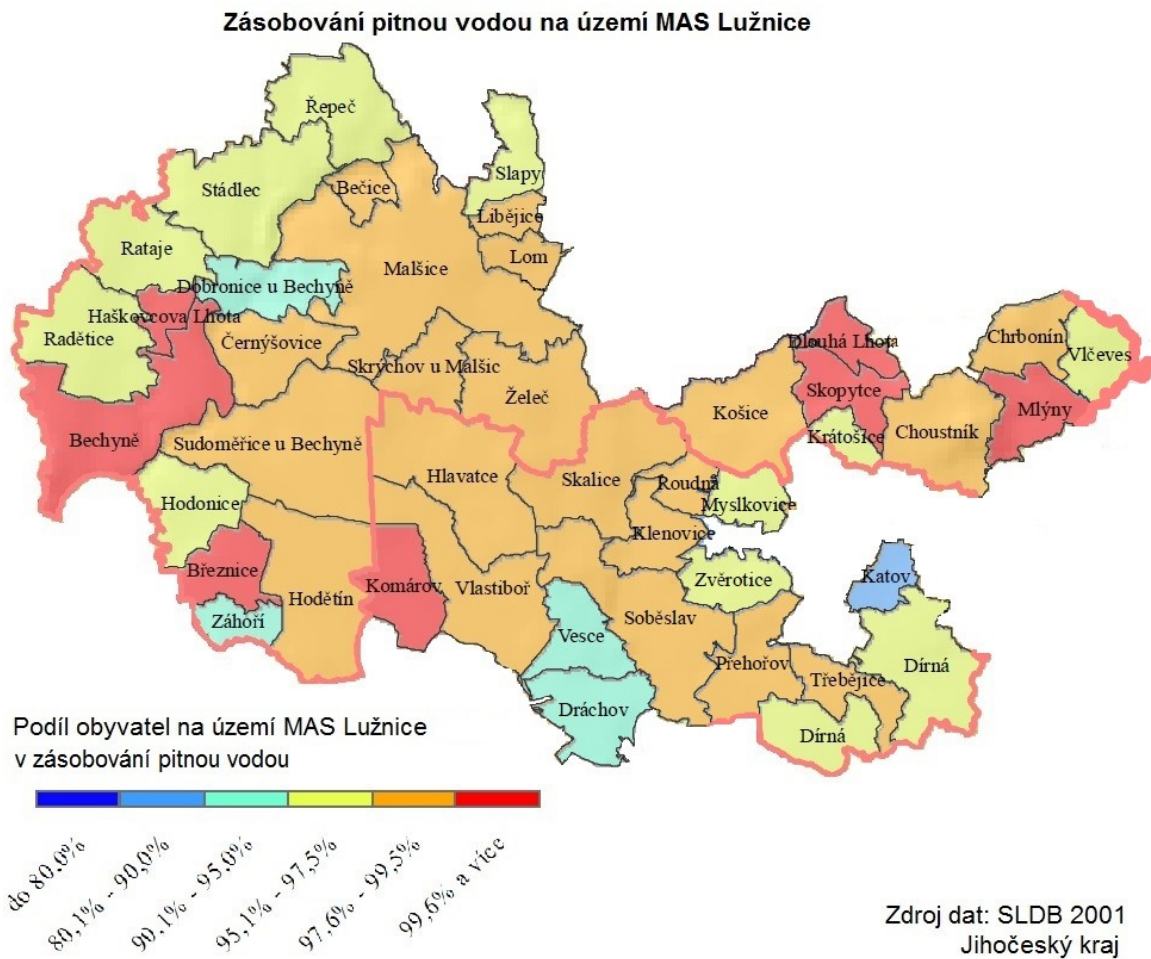 Zásobování pitnou vodou na území MAS Lužnice
Řepeč
Slapy
Bečice
Stádlec
Libějice
Rataje
Lom
Malšice
Dobronice u Bechyně
Haškovcova Lhota
Radětice
Chrbonín
Dlouhá Lhota
Černýšovice
Vlčeves
Skrýchov u Malšic
Skopytce
Želeč
Mlýny
Košice
Choustník
Krátošice
Bechyně
Sudoměřice u Bechyně
Hlavatce
Skalice
Roudná
Hodonice
Myslkovice
Klenovice
Březnice
Katov
Komárov
Zvěrotice
Vlastiboř
Hodětín
Soběslav
Záhoří
Vesce
Přehořov
Dírná
Třebějice
Dráchov
Dírná
Podíl obyvatel na území MAS Lužnice
v zásobování pitnou vodou
do 80,0%
80,1% - 90,0%
90,1% - 95,0%
95,1% - 97,5%
97,6% - 99,5%
99,6% a více
Zdroj dat: SLDB 2001
Jihočeský kraj